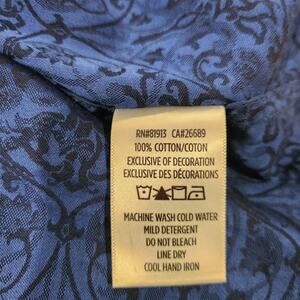 RN#81913 CA#26689
100% COTTON/COTON
EXCLUSIVE OF DECORATION
EXCLUSIVE DES DÉCORATIONS
MACHINE WASH COLD WATER
MILD DETERGENT
DO NOT BLEACH
LINE DRY
COOL HAND IRON